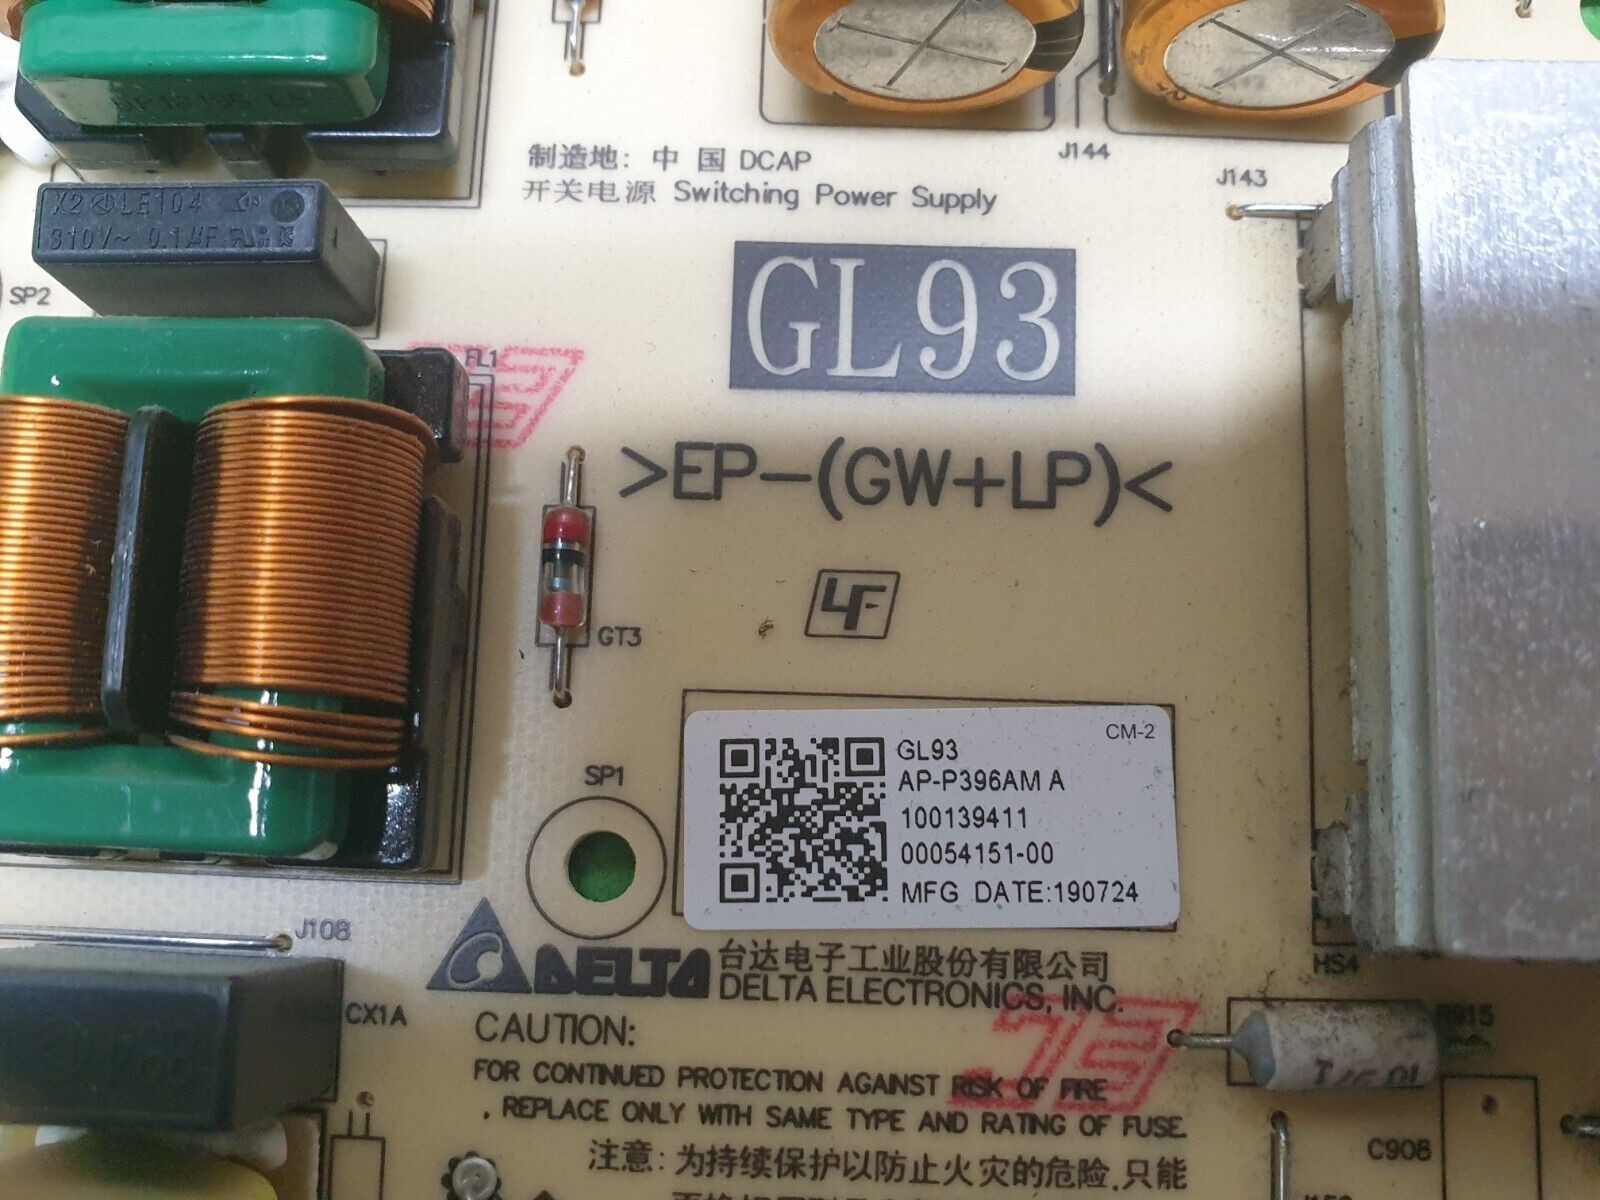 制造地: 中 国 DCAP
开关电源 Switching Power Supply
J144
J143
X2 LE104
310V~ 0.1µF
SP2
GL93
FL1
>EP-(GW+LP)<
LF
GT3
SP1
CM-2
GL93
AP-P396AM A
100139411
00054151-00
MFG DATE:190724
J108
HS4
DELTA 台达电子工业股份有限公司
DELTA ELECTRONICS, INC.
CX1A
R915
CAUTION:
FOR CONTINUED PROTECTION AGAINST RISK OF FIRE
, REPLACE ONLY WITH SAME TYPE AND RATING OF FUSE.
C908
注意: 为持续保护以防止火灾的危险,只能